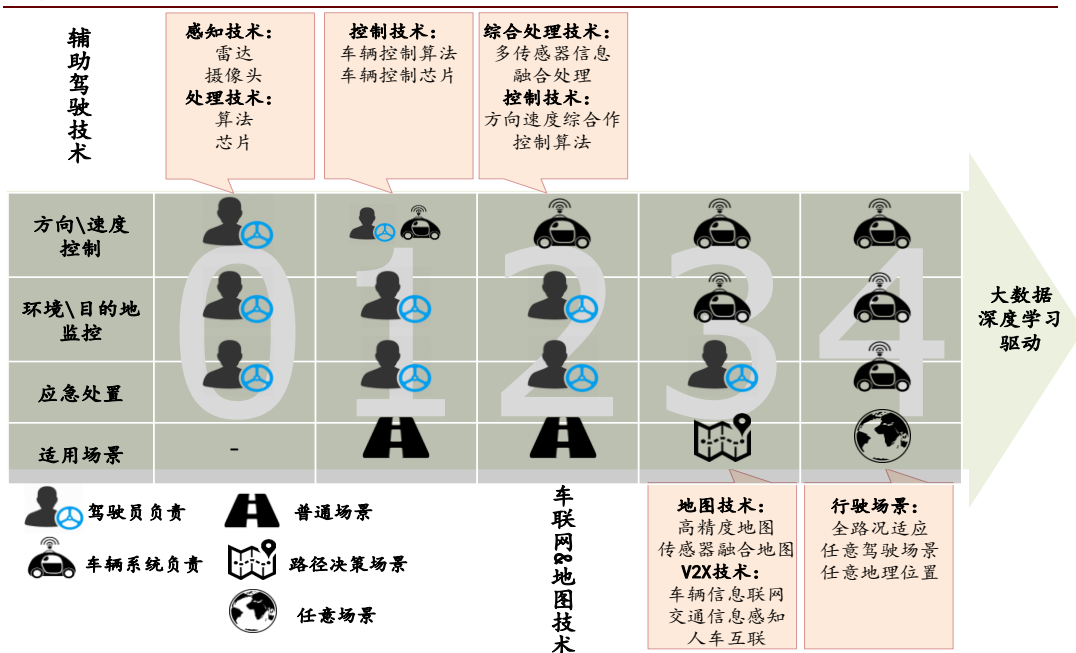 辅助驾驶技术
感知技术：
雷达
摄像头
处理技术：
算法
芯片
控制技术：
车辆控制算法
车辆控制芯片
综合处理技术：
多传感器信息
融合处理
控制技术：
方向速度综合作
控制算法
0
1
2
3
4
方向\速度
控制
环境\目的地
监控
应急处置
适用场景
-
大数据
深度学习
驱动
驾驶员负责
普通场景
车辆系统负责
路径决策场景
任意场景
车联网&地图技术
地图技术：
高精度地图
传感器融合地图
V2X技术：
车辆信息联网
交通信息感知
人车互联
行驶场景：
全路况适应
任意驾驶场景
任意地理位置